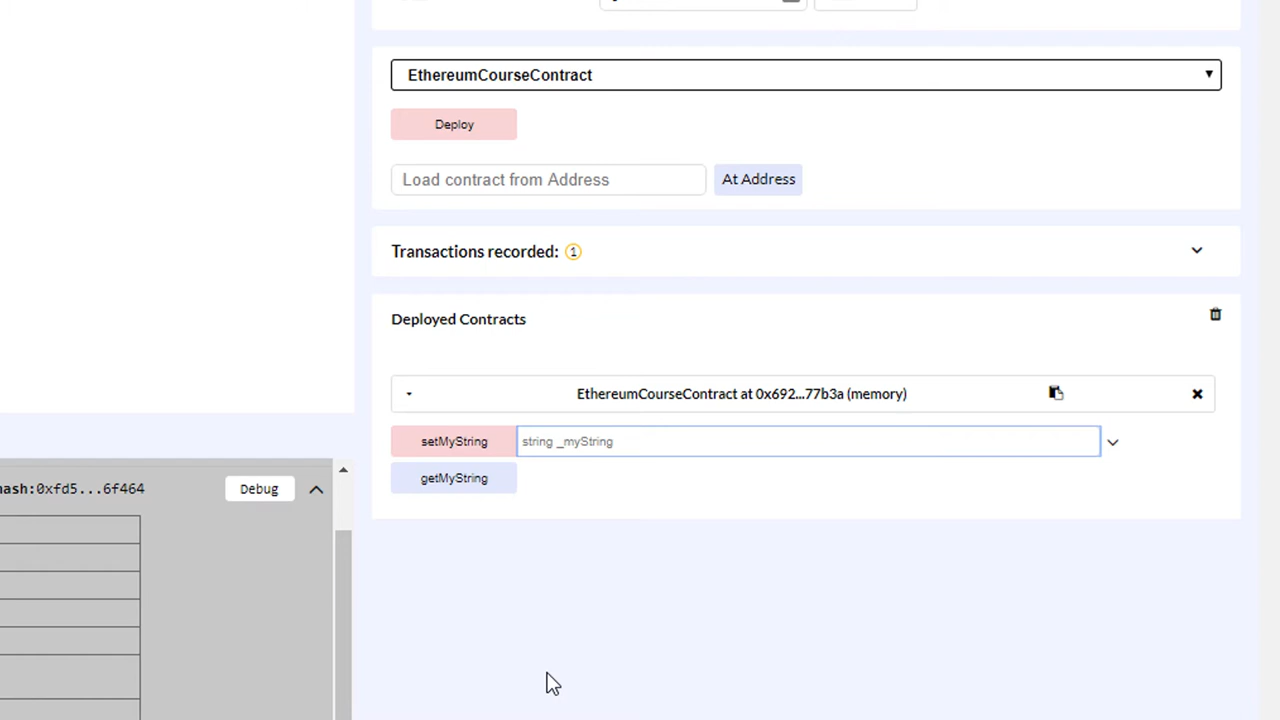 EthereumCourseContract
Deploy
Load contract from Address
At Address
Transactions recorded: 1
Deployed Contracts
EthereumCourseContract at 0x692...77b3a (memory)
setMyString
string _myString
getMyString
hash:0xfd5...6f464
Debug